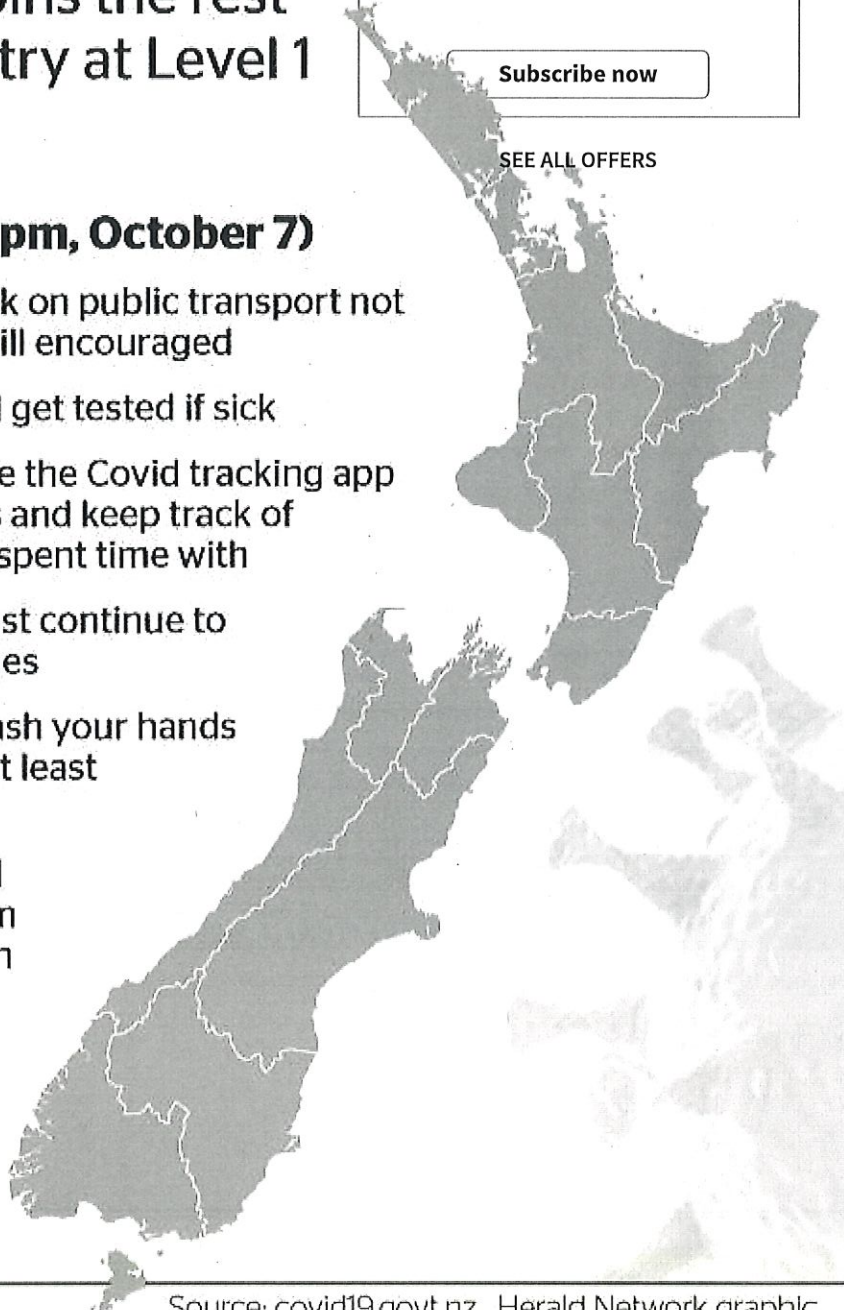 ins the rest
try at Level 1
Subscribe now
SEE ALL OFFERS
pm, October 7)
k on public transport not
ill encouraged
get tested if sick
e the Covid tracking app
and keep track of
spent time with
st continue to
es
ash your hands
t least
n
n
Source: covid19.govt.nz Herald Network graphic